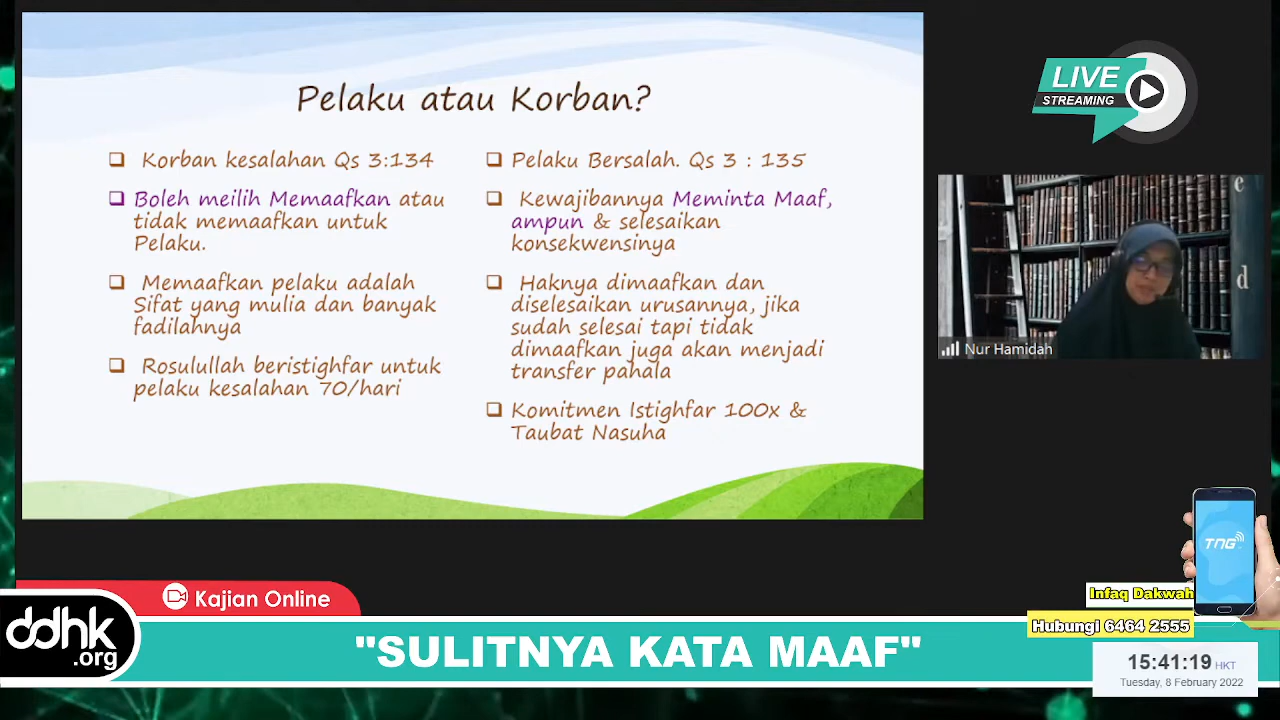 Pelaku atau Korban?
Korban kesalahan Qs 3:134
Boleh meilih Memaafkan atau
tidak memaafkan untuk
Pelaku.
Memaafkan pelaku adalah
Sifat yang mulia dan banyak
fadilahnya
Rosulullah beristighfar untuk
pelaku kesalahan 70/hari
Pelaku Bersalah. Qs 3 : 135
Kewajibannya Meminta Maaf,
ampun & selesaikan
konsekwensinya
Haknya dimaafkan dan
diselesaikan urusannya, jika
sudah selesai tapi tidak
dimaafkan juga akan menjadi
transfer pahala
Komitmen Istighfar 100x &
Taubat Nasuha
LIVE
STREAMING
e
d
Nur Hamidah
TNG
Kajian Online
Infaq Dakwah
Hubungi 6464 2555
ddhk
.org
"SULITNYA KATA MAAF"
15:41:19 HKT
Tuesday, 8 February 2022